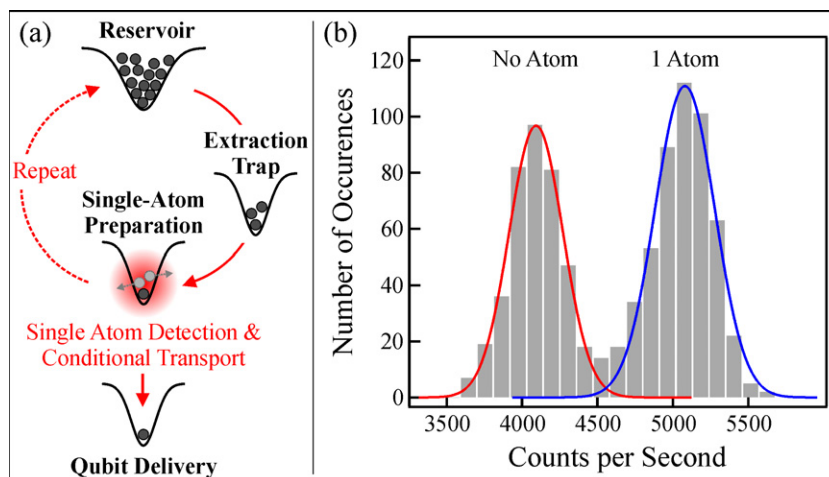 (a)
Reservoir
Extraction
Trap
Repeat
Single-Atom
Preparation
Single Atom Detection &
Conditional Transport
Qubit Delivery
(b)
No Atom
1 Atom
Number of Occurences
120
100
80
60
40
20
0
3500 4000 4500 5000 5500
Counts per Second